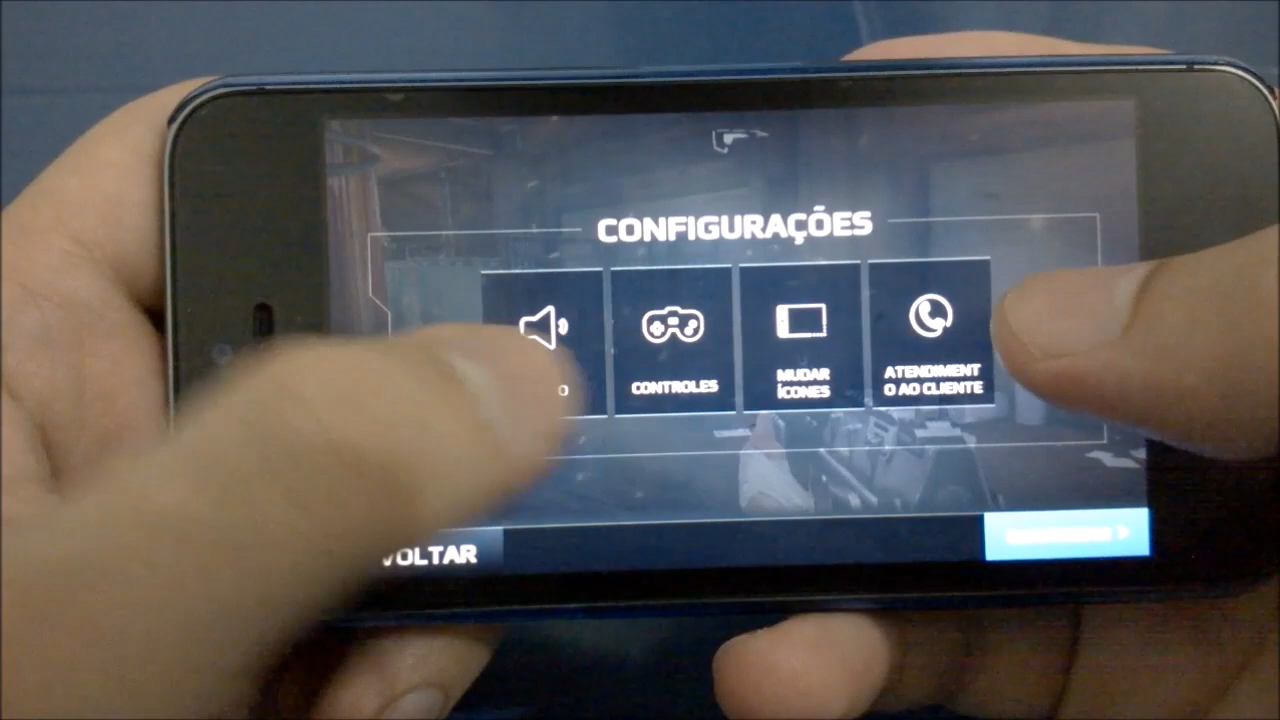 CONFIGURAÇÕES
CONTROLES
MUDAR
ÍCONES
ATENDIMENT
O AO CLIENTE
VOLTAR